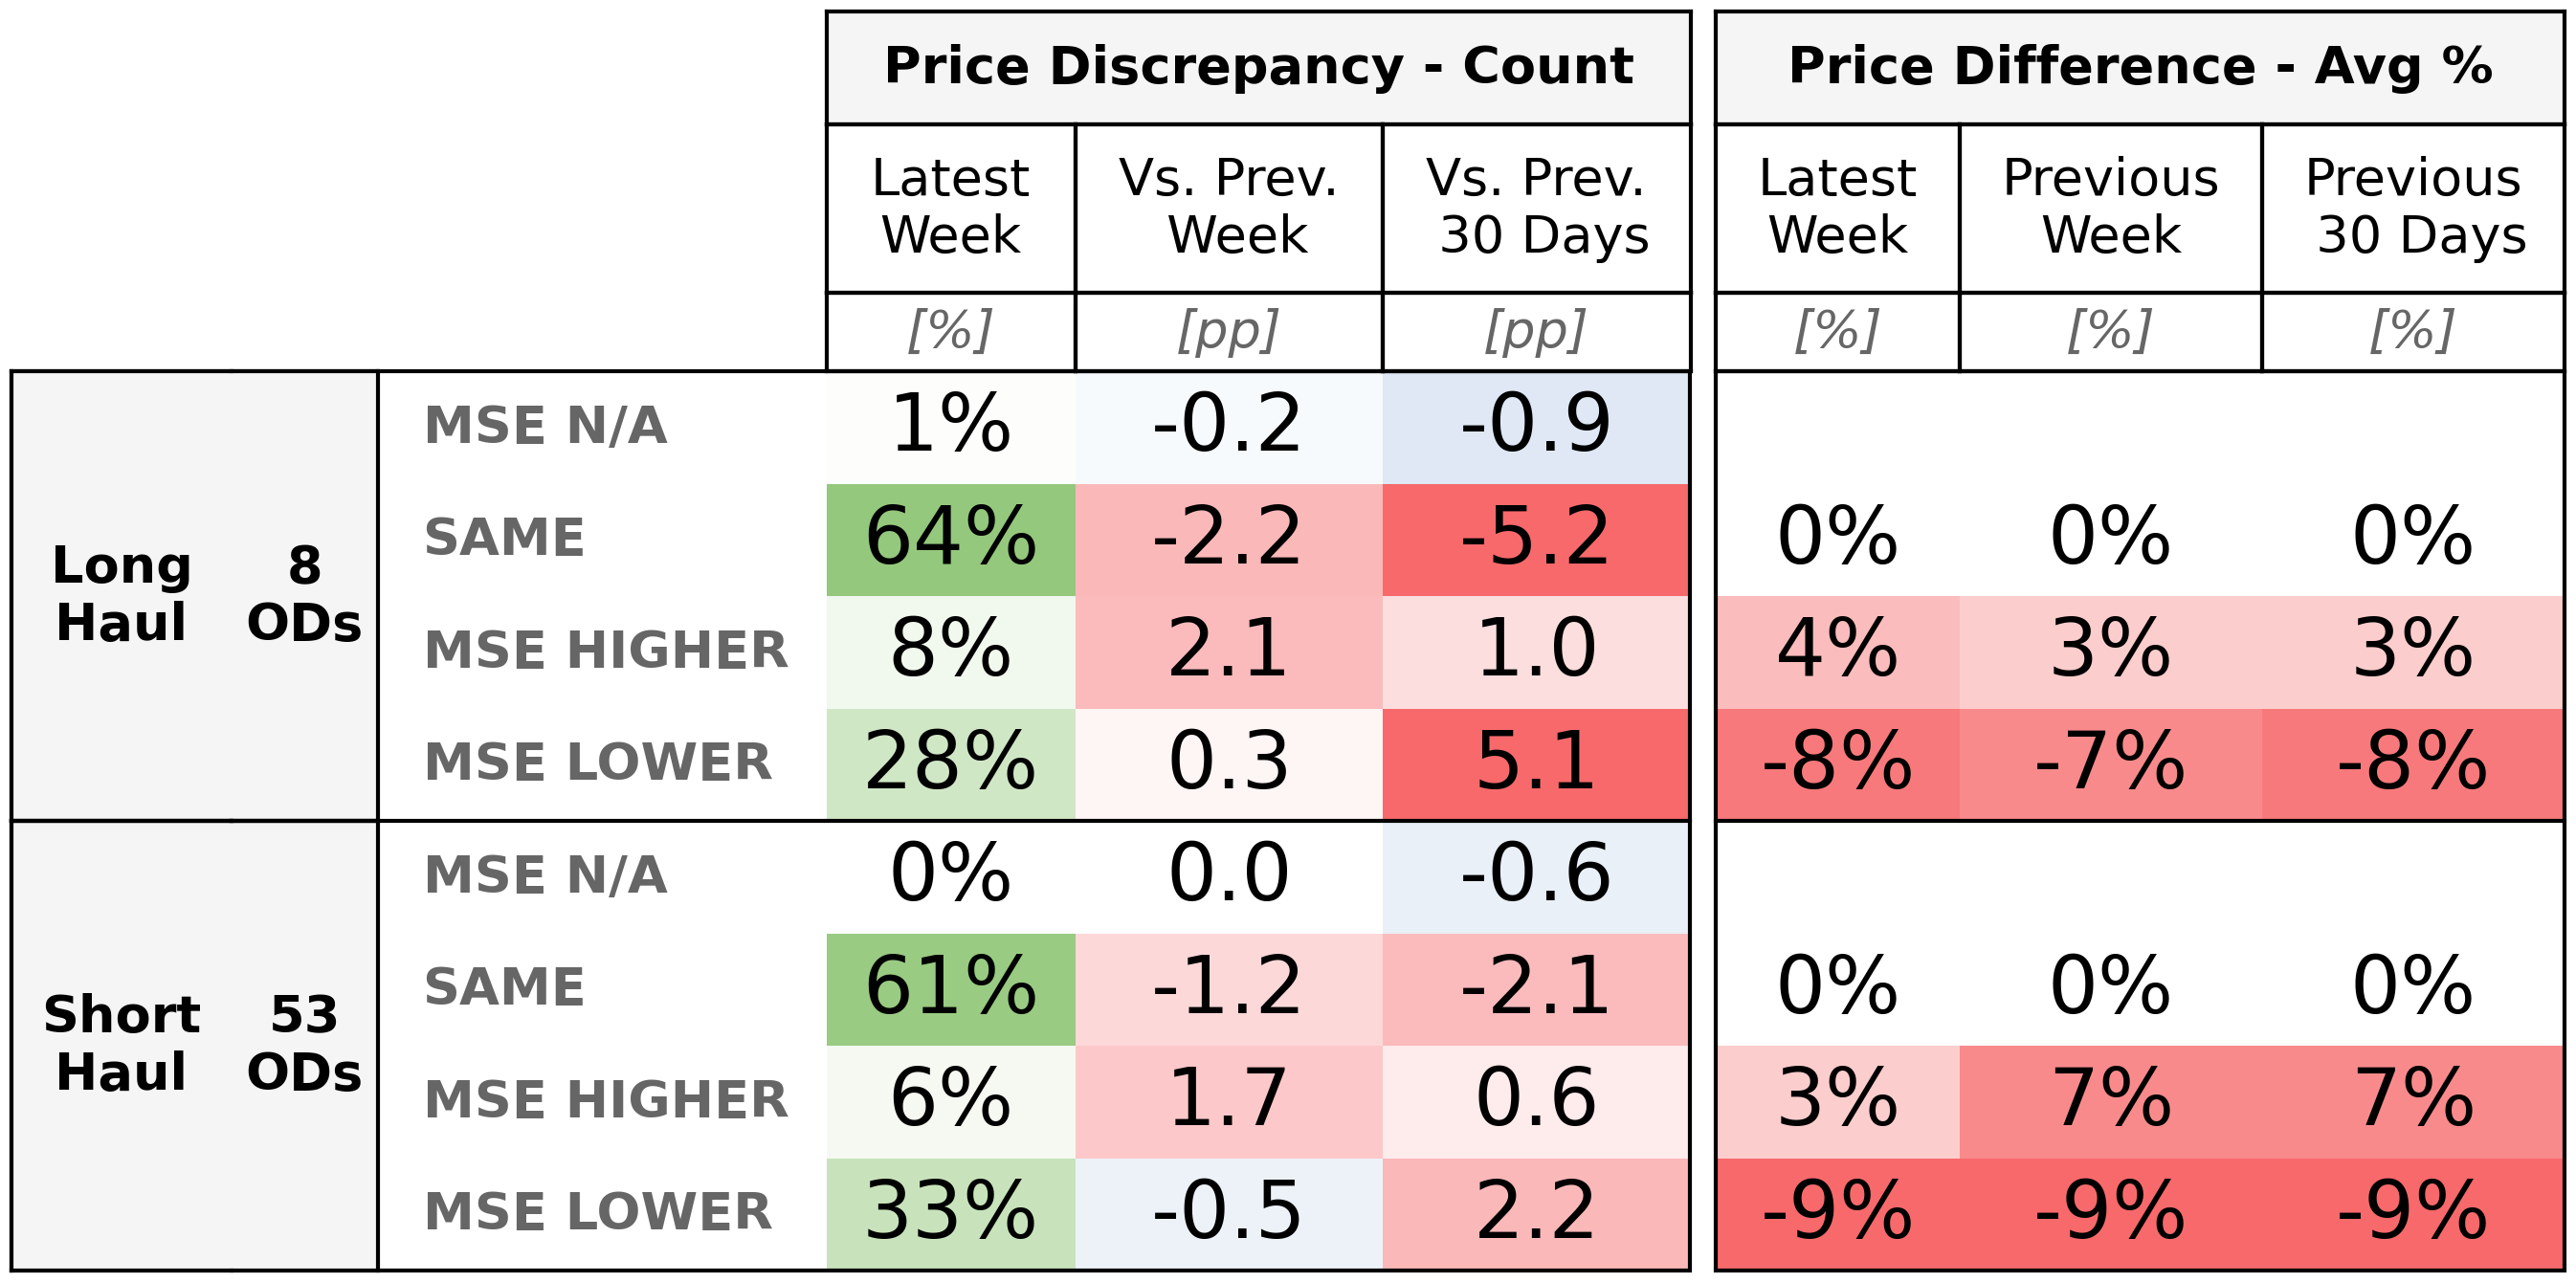 Price Discrepancy - Count Price Difference - Avg %
Latest Week Vs. Prev. Week Vs. Prev. 30 Days Latest Week Previous Week Previous 30 Days
[%] [pp] [pp] [%] [%] [%]
Long Haul 8 ODs
MSE N/A 1% -0.2 -0.9
SAME 64% -2.2 -5.2 0% 0% 0%
MSE HIGHER 8% 2.1 1.0 4% 3% 3%
MSE LOWER 28% 0.3 5.1 -8% -7% -8%
Short Haul 53 ODs
MSE N/A 0% 0.0 -0.6
SAME 61% -1.2 -2.1 0% 0% 0%
MSE HIGHER 6% 1.7 0.6 3% 7% 7%
MSE LOWER 33% -0.5 2.2 -9% -9% -9%